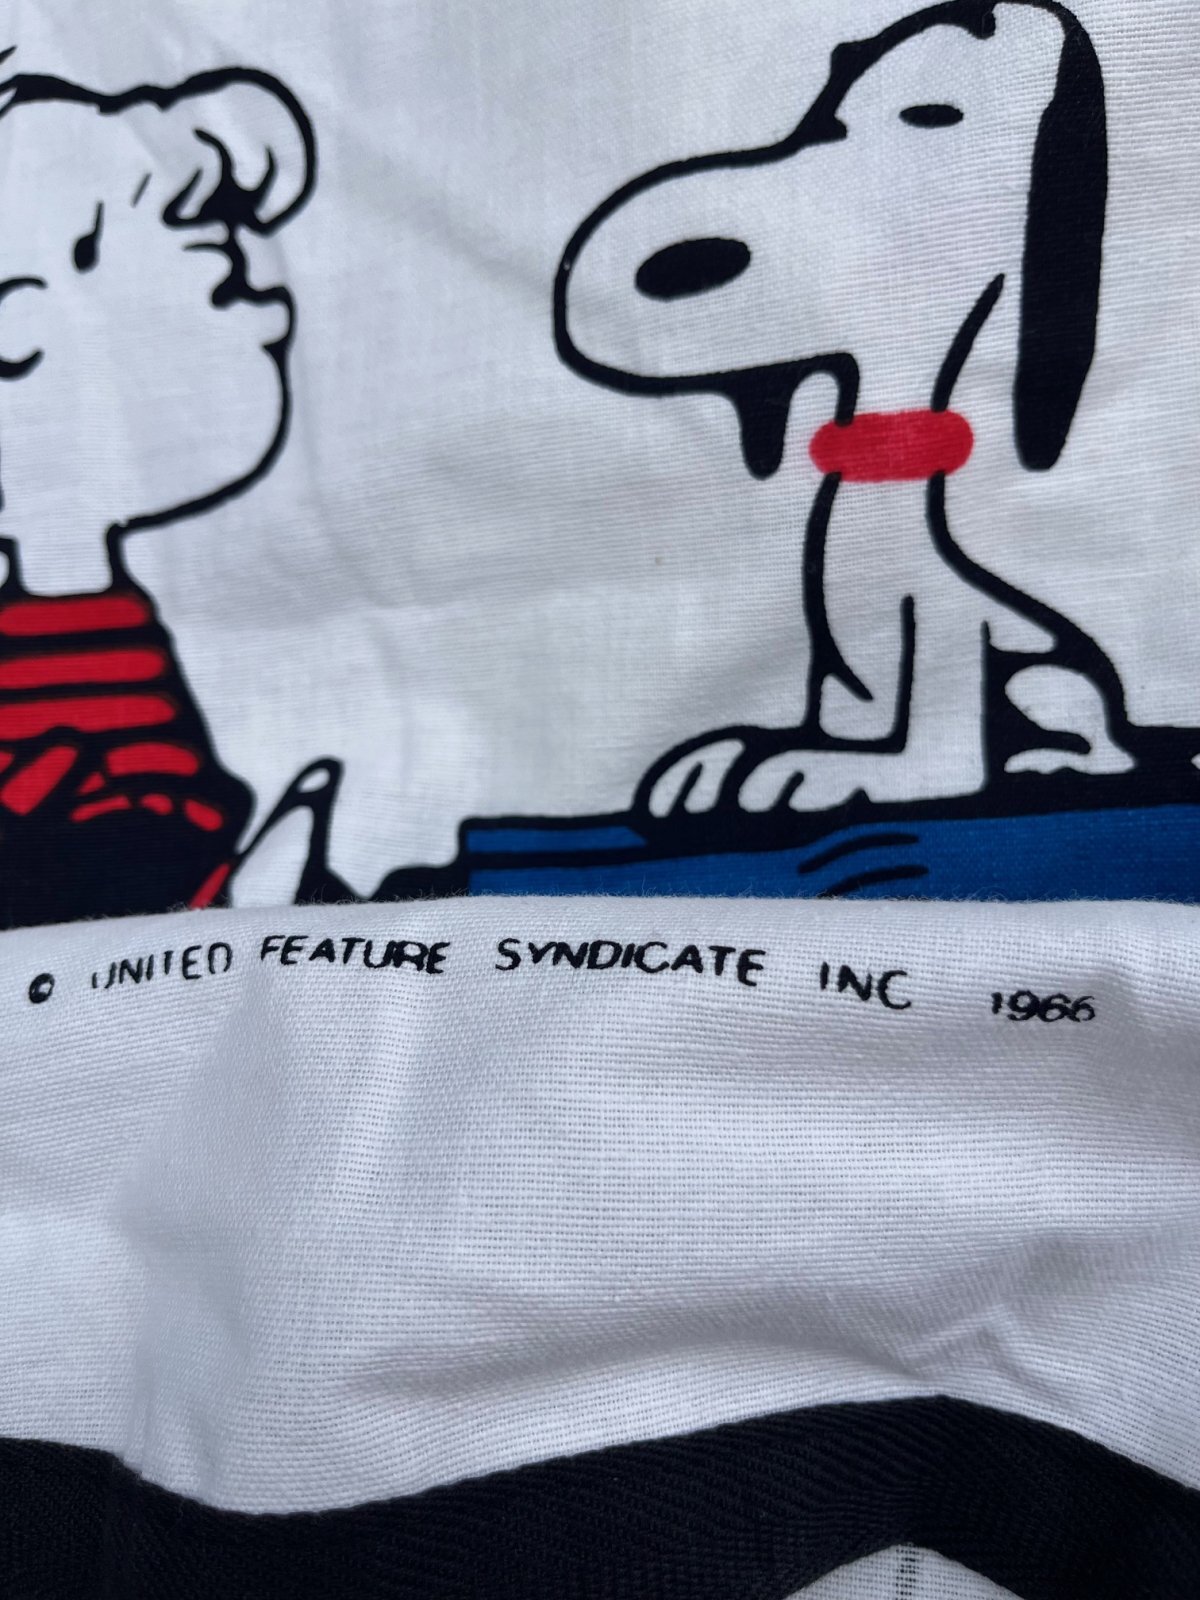 © UNITED FEATURE SYNDICATE INC 1966